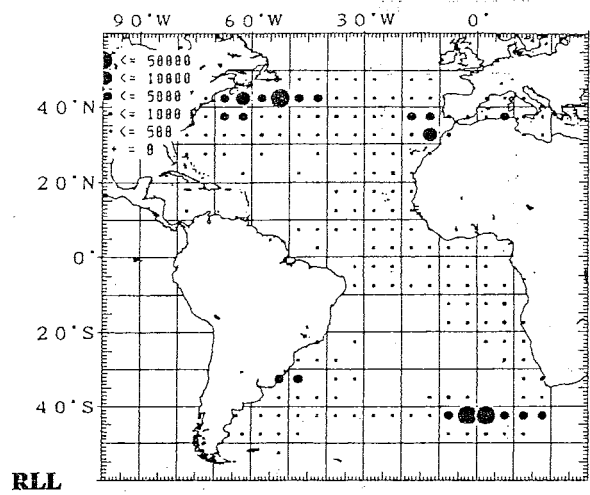 90°W 60°W 30°W 0°
<= 50000
<= 10000
<= 5000
<= 1000
<= 500
+ = 0
40°N
20°N
0°
20°S
40°S
RLL